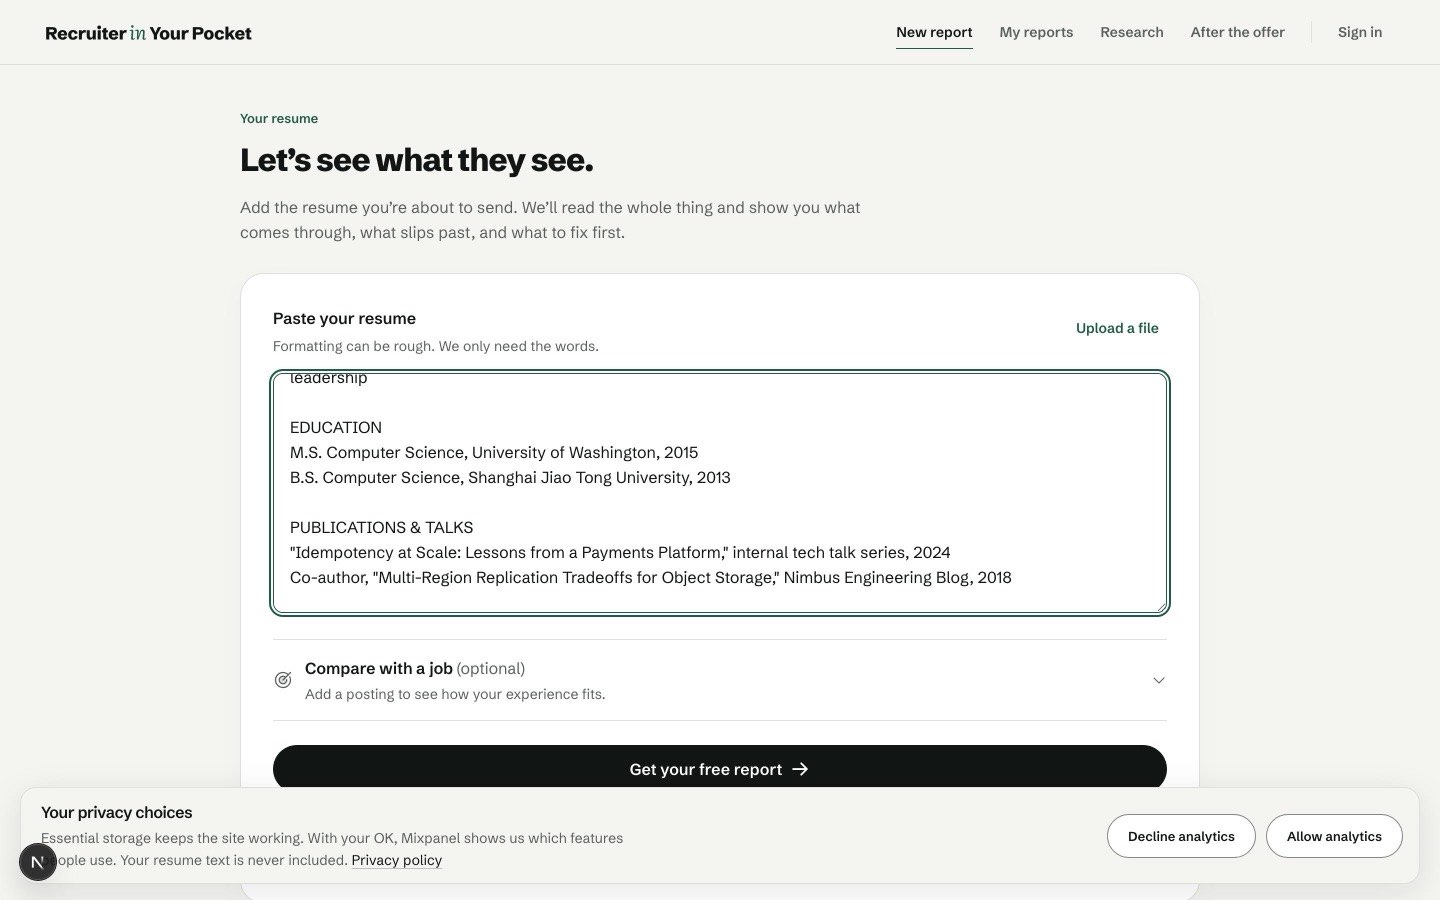 Recruiter in Your Pocket
New report
My reports
Research
After the offer
Sign in
Your resume
Let’s see what they see.
Add the resume you’re about to send. We’ll read the whole thing and show you what
comes through, what slips past, and what to fix first.
Paste your resume
Formatting can be rough. We only need the words.
Upload a file
leadership
EDUCATION
M.S. Computer Science, University of Washington, 2015
B.S. Computer Science, Shanghai Jiao Tong University, 2013
PUBLICATIONS & TALKS
"Idempotency at Scale: Lessons from a Payments Platform," internal tech talk series, 2024
Co-author, "Multi-Region Replication Tradeoffs for Object Storage," Nimbus Engineering Blog, 2018
Compare with a job (optional)
Add a posting to see how your experience fits.
Get your free report →
Your privacy choices
Essential storage keeps the site working. With your OK, Mixpanel shows us which features
people use. Your resume text is never included. Privacy policy
Decline analytics
Allow analytics
N